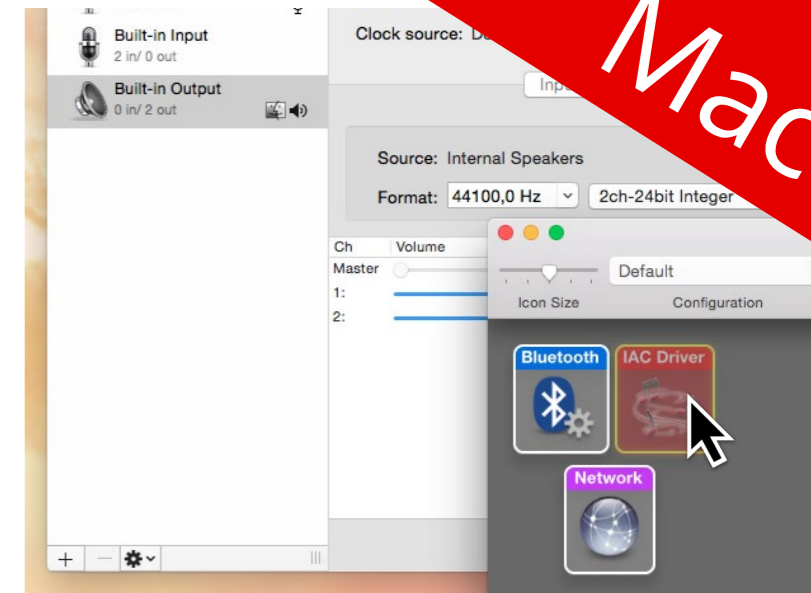 Mac
Built-in Input
2 in/ 0 out
Built-in Output
0 in/ 2 out
Clock source:
Source: Internal Speakers
Format: 44100,0 Hz 2ch-24bit Integer
Ch Volume
Master
1:
2:
Default
Icon Size Configuration
Bluetooth IAC Driver
Network